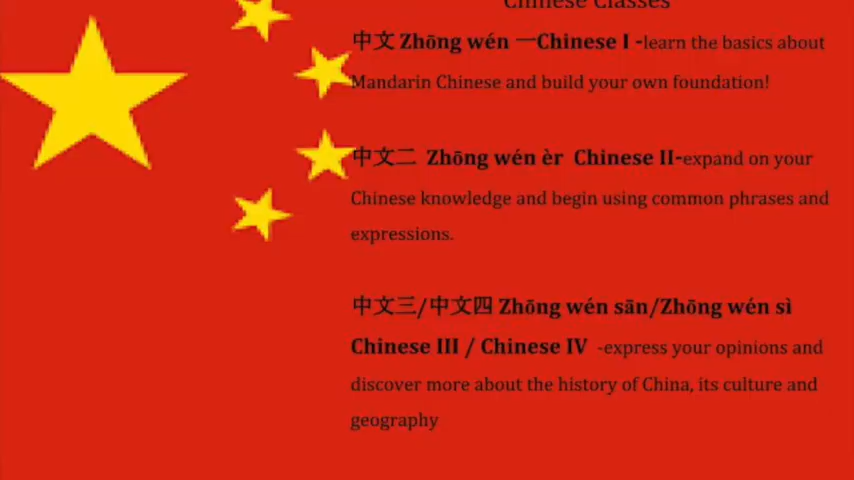 Chinese Classes
中文 Zhōng wén 一Chinese I -learn the basics about
Mandarin Chinese and build your own foundation!
中文二 Zhōng wén èr Chinese II-expand on your
Chinese knowledge and begin using common phrases and
expressions.
中文三/中文四 Zhōng wén sān/Zhōng wén sì
Chinese III / Chinese IV -express your opinions and
discover more about the history of China, its culture and
geography